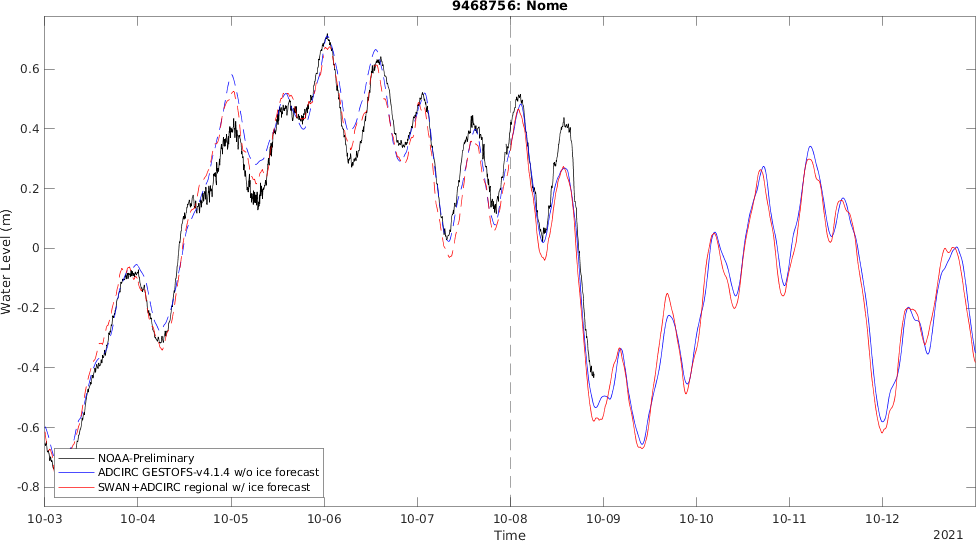 9468756: Nome
Water Level (m)
0.6
0.4
0.2
0
-0.2
-0.4
-0.6
-0.8
NOAA-Preliminary
ADCIRC GESTOFS-v4.1.4 w/o ice forecast
SWAN+ADCIRC regional w/ ice forecast
10-03 10-04 10-05 10-06 10-07 10-08 10-09 10-10 10-11 10-12
Time
2021